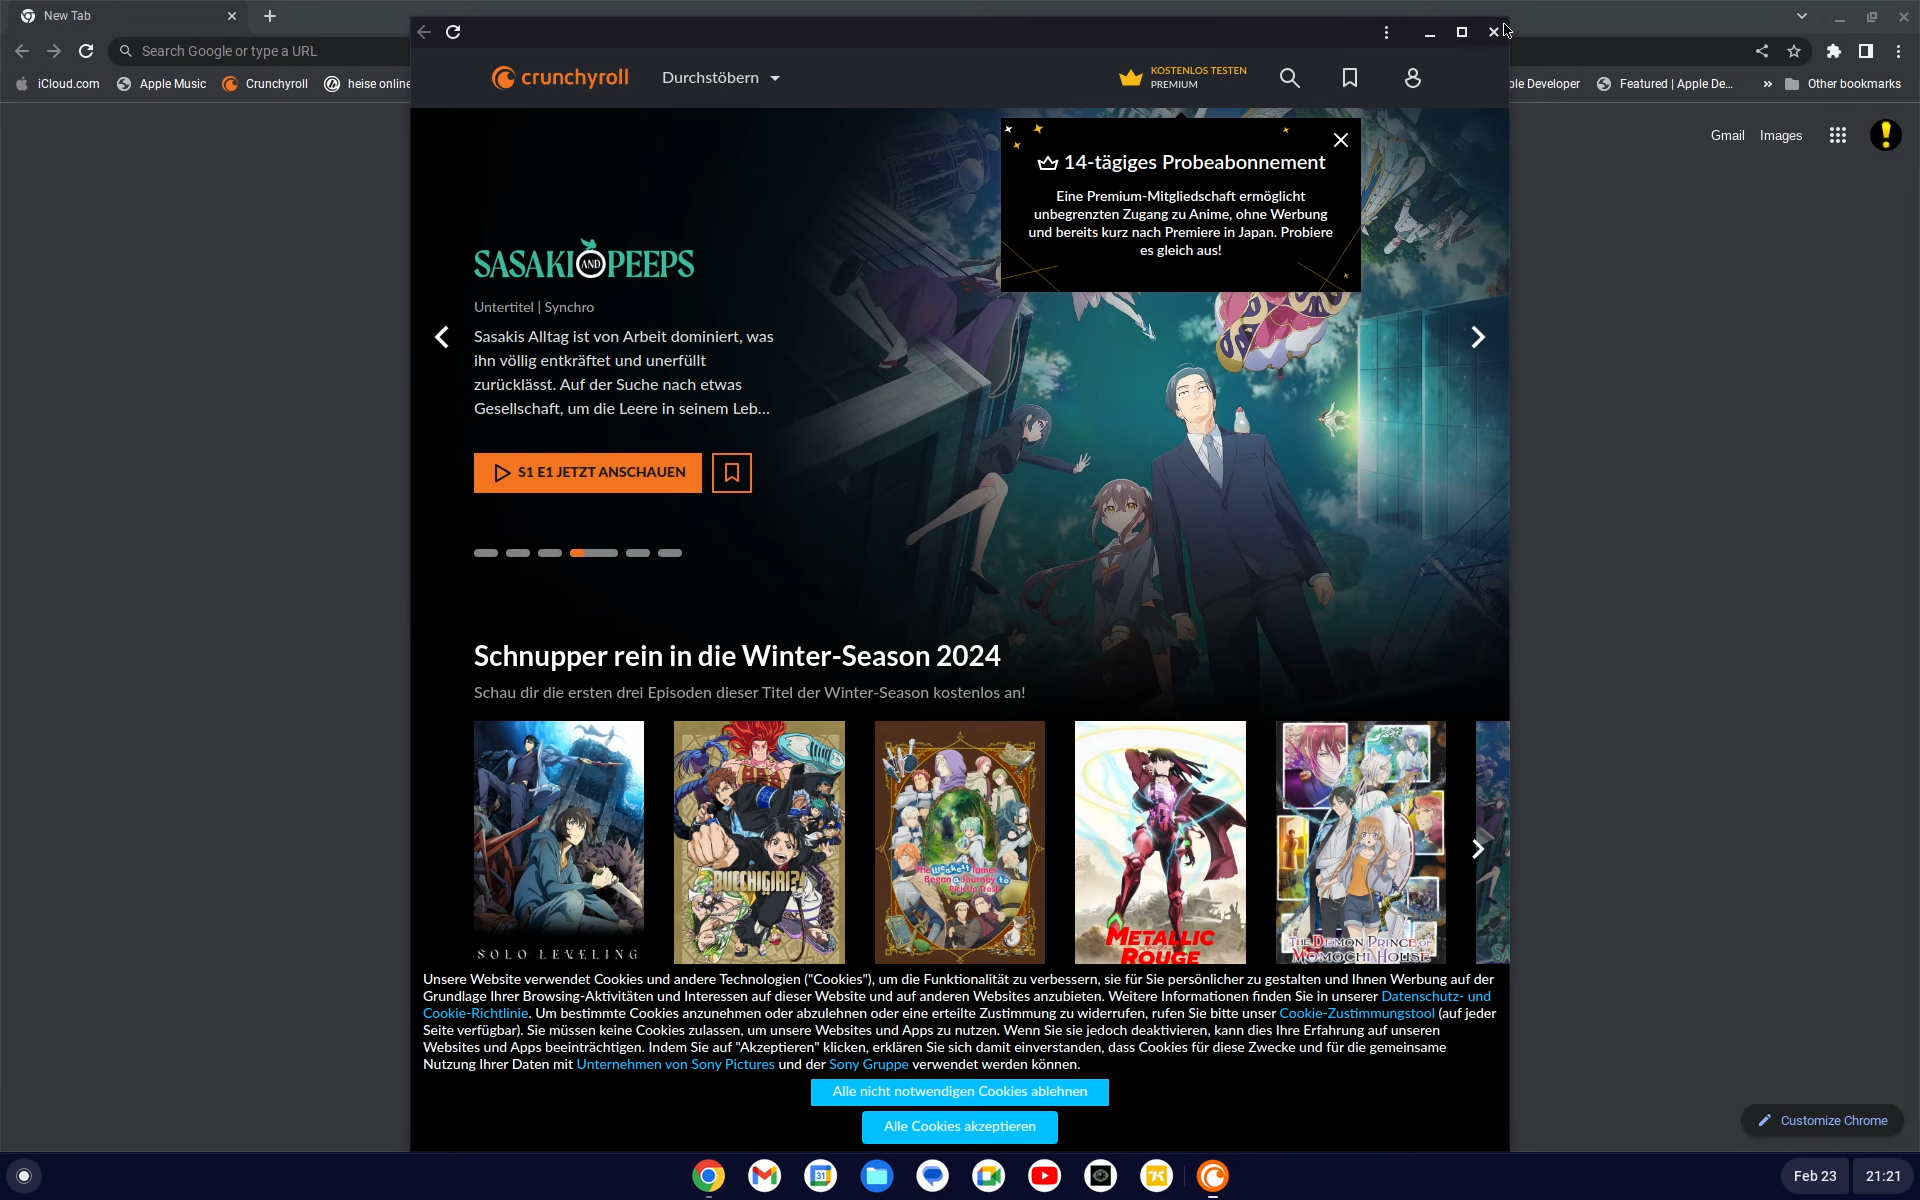 New Tab
Search Google or type a URL
iCloud.com
Apple Music
Crunchyroll
heise online
ple Developer
Featured | Apple De...
»
Other bookmarks
Gmail
Images
crunchyroll
Durchstöbern
KOSTENLOS TESTEN
PREMIUM
14-tägiges Probeabonnement
Eine Premium-Mitgliedschaft ermöglicht
unbegrenzten Zugang zu Anime, ohne Werbung
und bereits kurz nach Premiere in Japan. Probiere
es gleich aus!
SASAKI AND PEEPS
Untertitel | Synchro
Sasakis Alltag ist von Arbeit dominiert, was
ihn völlig entkräftet und unerfüllt
zurücklässt. Auf der Suche nach etwas
Gesellschaft, um die Leere in seinem Leb...
S1 E1 JETZT ANSCHAUEN
Schnupper rein in die Winter-Season 2024
Schau dir die ersten drei Episoden dieser Titel der Winter-Season kostenlos an!
SOLO LEVELING
BUCCHIGIRI?!
The Weakest Tamer
Began a Journey to
Pick Up Trash
METALLIC
ROUGE
THE DEMON PRINCE OF
MOMOCHI HOUSE
Unsere Website verwendet Cookies und andere Technologien ("Cookies"), um die Funktionalität zu verbessern, sie für Sie persönlicher zu gestalten und Ihnen Werbung auf der
Grundlage Ihrer Browsing-Aktivitäten und Interessen auf dieser Website und auf anderen Websites anzubieten. Weitere Informationen finden Sie in unserer Datenschutz- und
Cookie-Richtlinie. Um bestimmte Cookies anzunehmen oder abzulehnen oder eine erteilte Zustimmung zu widerrufen, rufen Sie bitte unser Cookie-Zustimmungstool (auf jeder
Seite verfügbar). Sie müssen keine Cookies zulassen, um unsere Websites und Apps zu nutzen. Wenn Sie sie jedoch deaktivieren, kann dies Ihre Erfahrung auf unseren
Websites und Apps beeinträchtigen. Indem Sie auf "Akzeptieren" klicken, erklären Sie sich damit einverstanden, dass Cookies für diese Zwecke und für die gemeinsame
Nutzung Ihrer Daten mit Unternehmen von Sony Pictures und der Sony Gruppe verwendet werden können.
Alle nicht notwendigen Cookies ablehnen
Alle Cookies akzeptieren
Customize Chrome
31
Feb 23
21:21